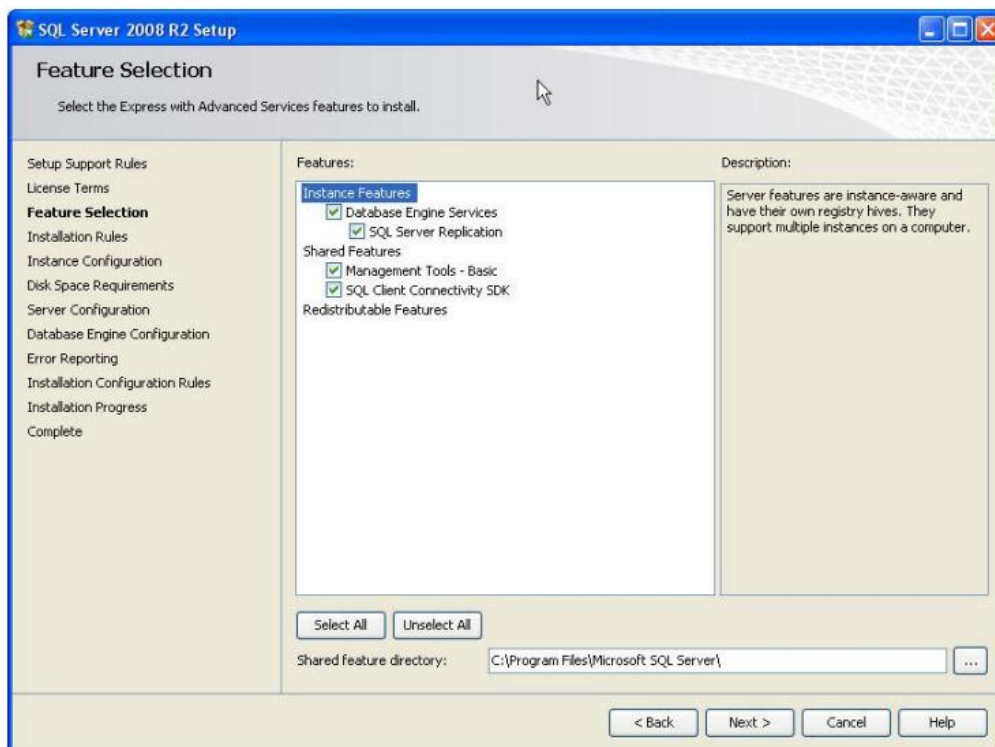 SQL Server 2008 R2 Setup
Feature Selection
Select the Express with Advanced Services features to install.
Setup Support Rules
License Terms
Feature Selection
Installation Rules
Instance Configuration
Disk Space Requirements
Server Configuration
Database Engine Configuration
Error Reporting
Installation Configuration Rules
Installation Progress
Complete
Features:
Instance Features
Database Engine Services
SQL Server Replication
Shared Features
Management Tools - Basic
SQL Client Connectivity SDK
Redistributable Features
Description:
Server features are instance-aware and
have their own registry hives. They
support multiple instances on a computer.
Select All
Unselect All
Shared feature directory:
C:\Program Files\Microsoft SQL Server\
...
< Back
Next >
Cancel
Help